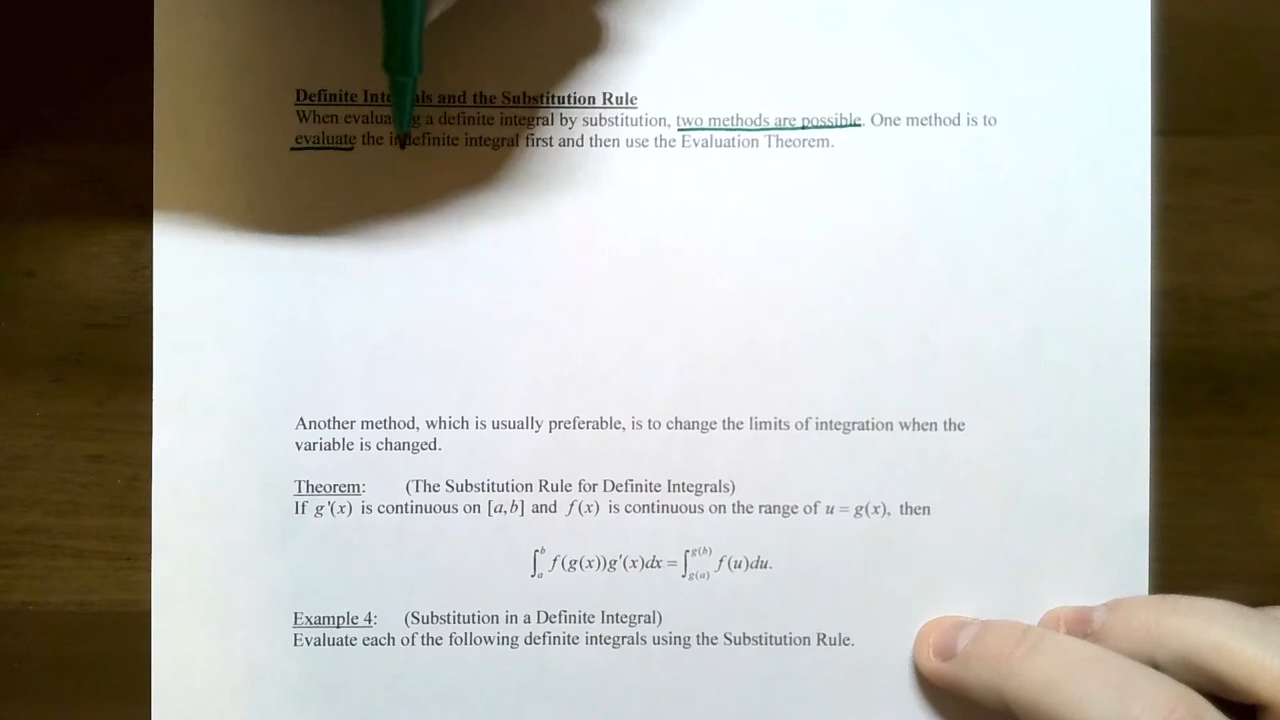 Definite Integrals and the Substitution Rule
When evaluating a definite integral by substitution, two methods are possible. One method is to
evaluate the indefinite integral first and then use the Evaluation Theorem.
Another method, which is usually preferable, is to change the limits of integration when the
variable is changed.
Theorem: (The Substitution Rule for Definite Integrals)
If g'(x) is continuous on [a,b] and f(x) is continuous on the range of u = g(x), then
∫_a^b f(g(x))g'(x)dx = ∫_{g(a)}^{g(b)} f(u)du.
Example 4: (Substitution in a Definite Integral)
Evaluate each of the following definite integrals using the Substitution Rule.